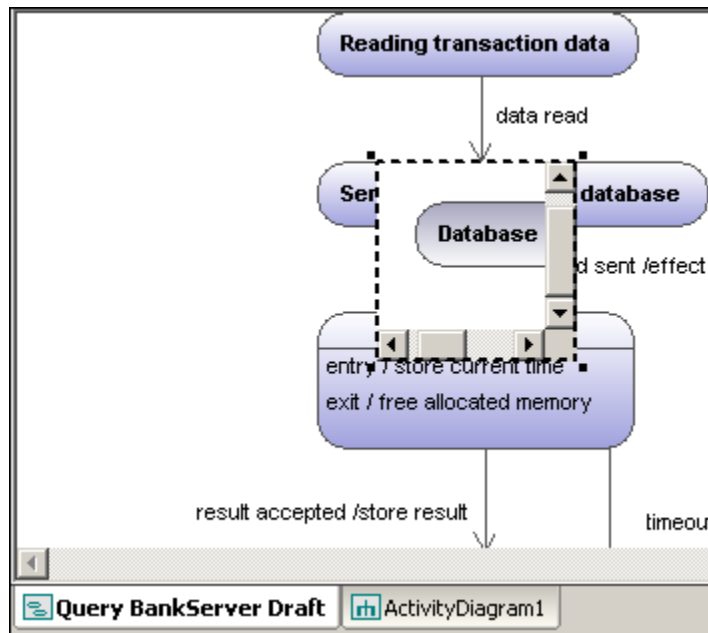 Reading transaction data
data read
Ser database
Database
d sent /effect
entry / store current time
exit / free allocated memory
result accepted /store result
timeou
Query BankServer Draft ActivityDiagram1